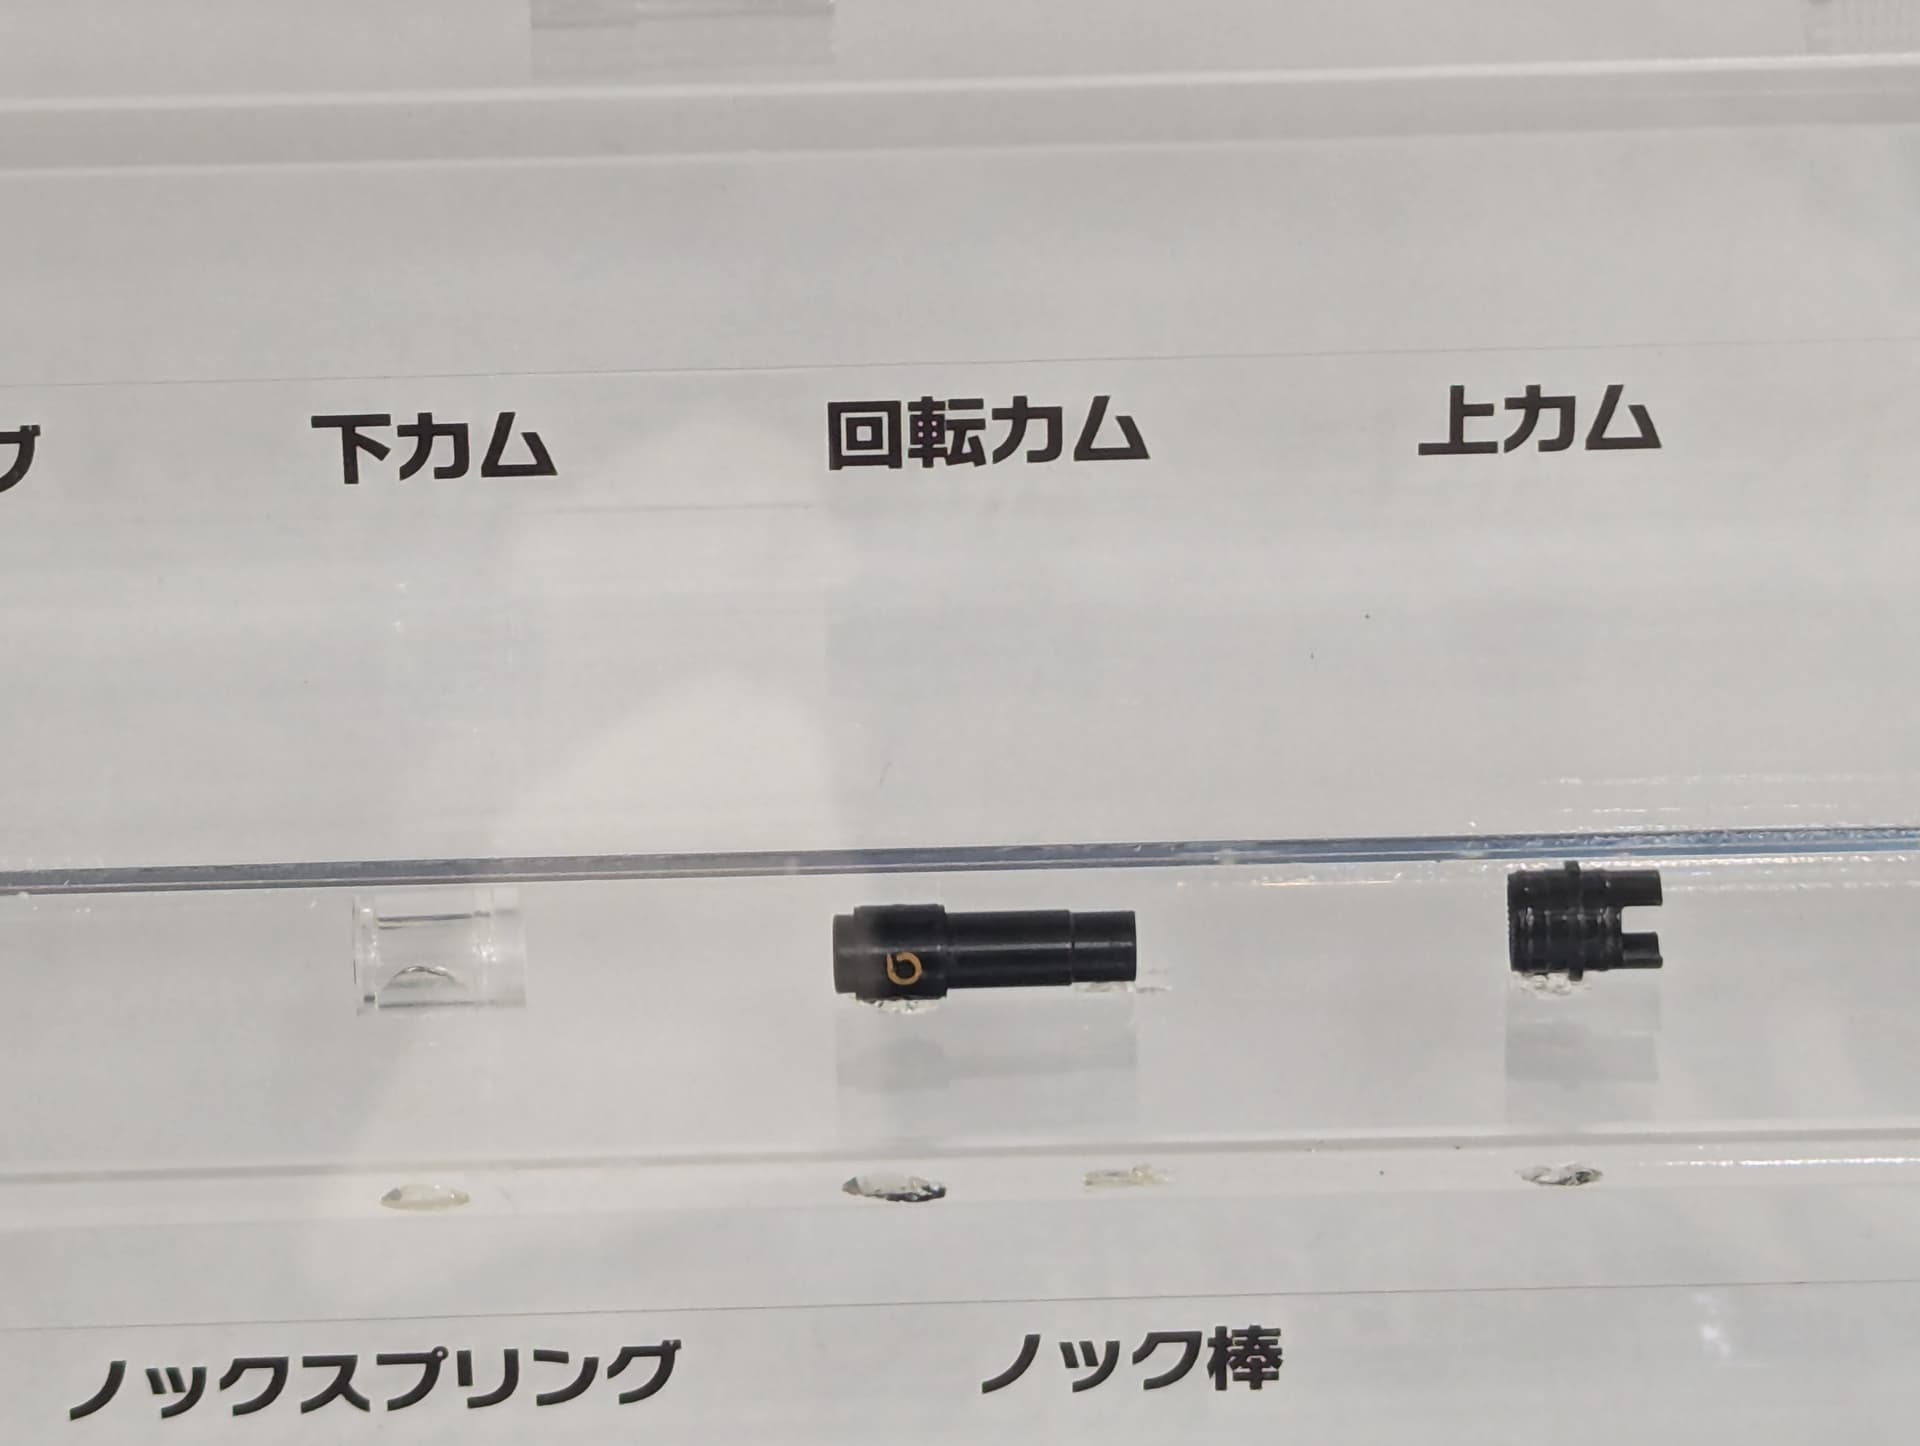 グ
下カム
回転カム
上カム
ノックスプリング
ノック棒